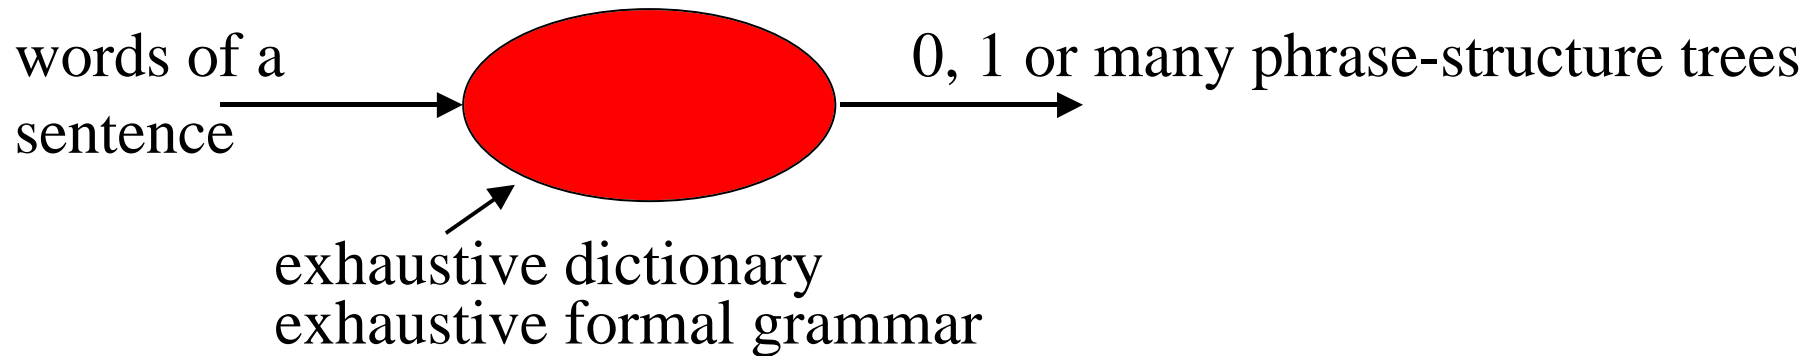 words of a
sentence
0, 1 or many phrase-structure trees
exhaustive dictionary
exhaustive formal grammar